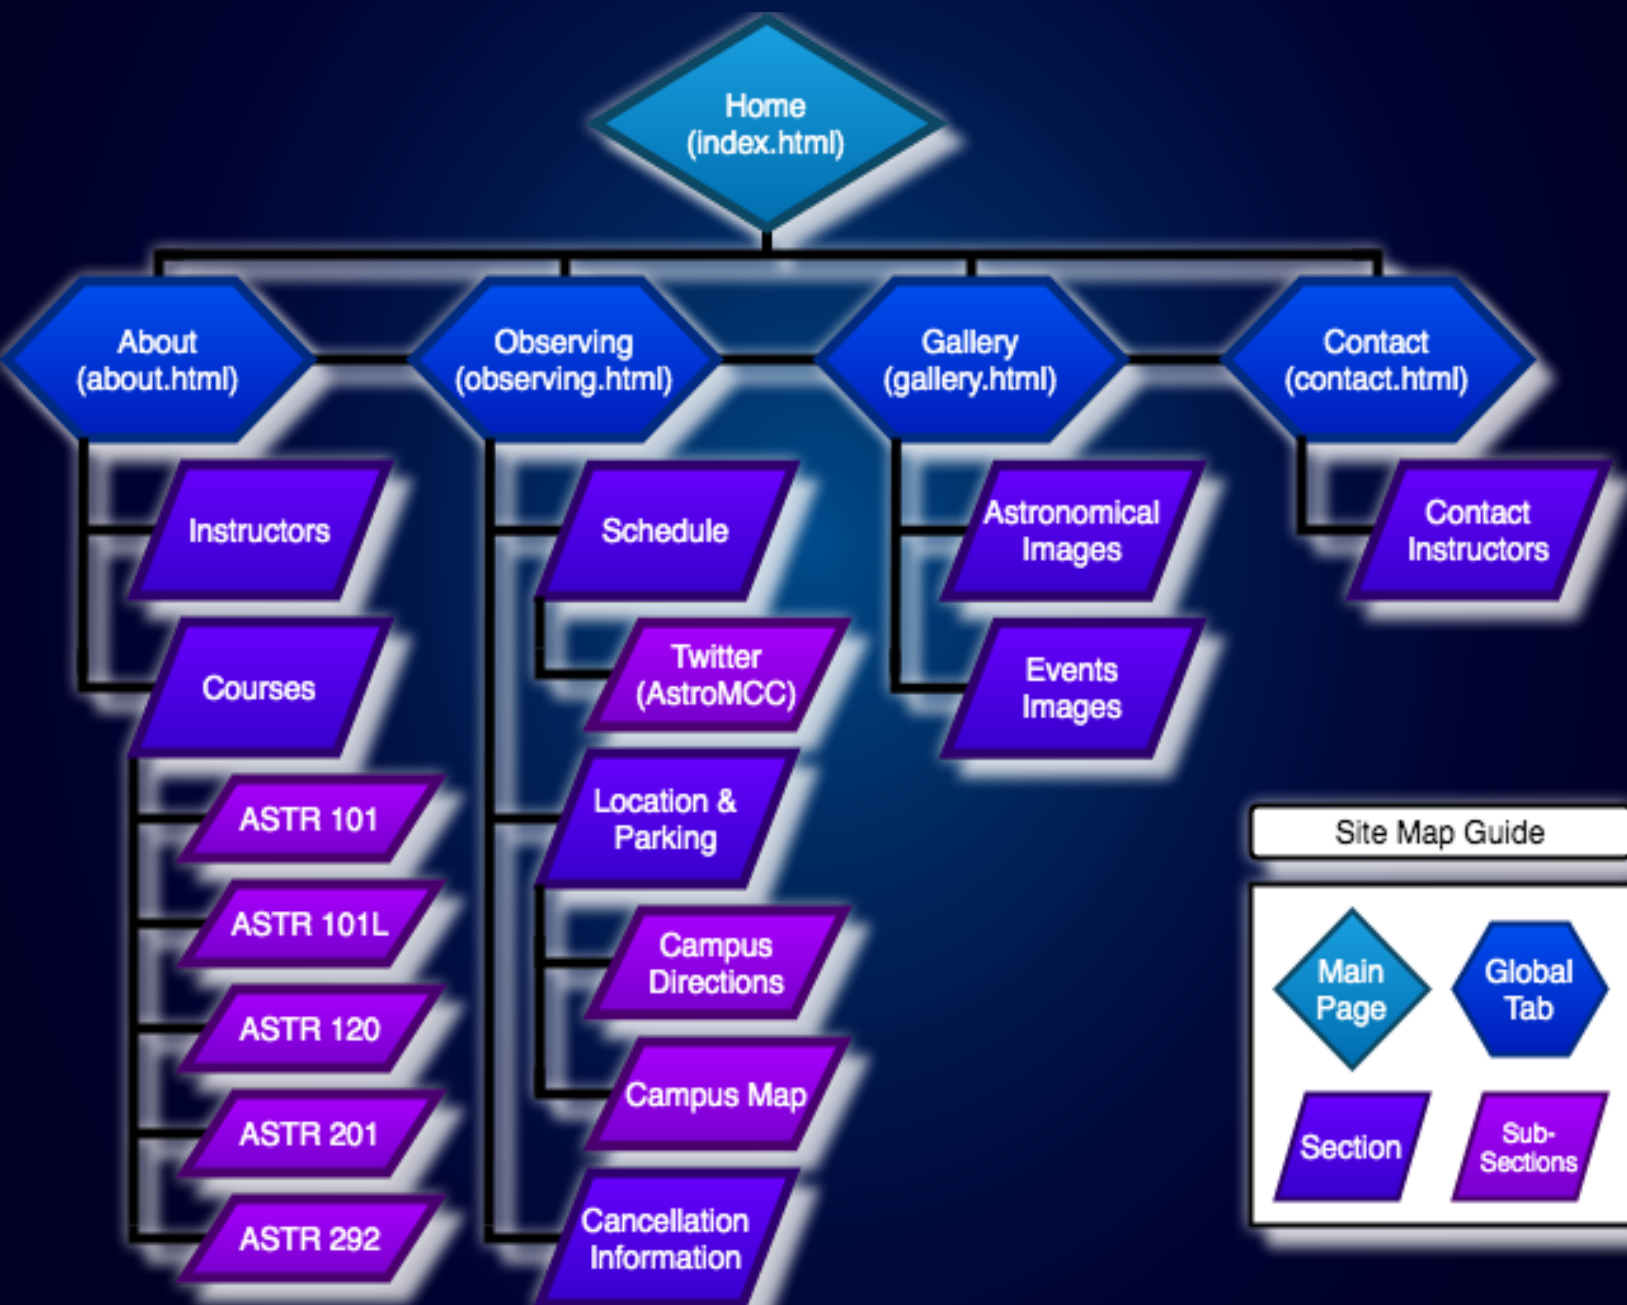 Home
(index.html)
About
(about.html)
Observing
(observing.html)
Gallery
(gallery.html)
Contact
(contact.html)
Instructors
Courses
ASTR 101
ASTR 101L
ASTR 120
ASTR 201
ASTR 292
Schedule
Twitter
(AstroMCC)
Location &
Parking
Campus
Directions
Campus Map
Cancellation
Information
Astronomical
Images
Events
Images
Contact
Instructors
Site Map Guide
Main
Page
Global
Tab
Section
Sub-
Sections